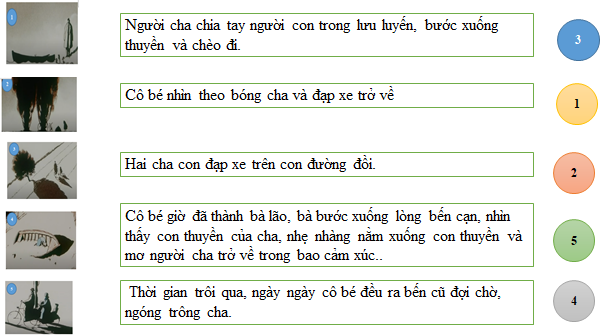 1
Người cha chia tay người con trong lưu luyến, bước xuống
thuyền và chèo đi.
3
2
Cô bé nhìn theo bóng cha và đạp xe trở về
1
3
Hai cha con đạp xe trên con đường đồi.
2
4
Cô bé giờ đã thành bà lão, bà bước xuống lòng bến cạn, nhìn
thấy con thuyền của cha, nhẹ nhàng nằm xuống con thuyền và
mơ người cha trở về trong bao cảm xúc..
5
Thời gian trôi qua, ngày ngày cô bé đều ra bến cũ đợi chờ,
ngóng trông cha.
4